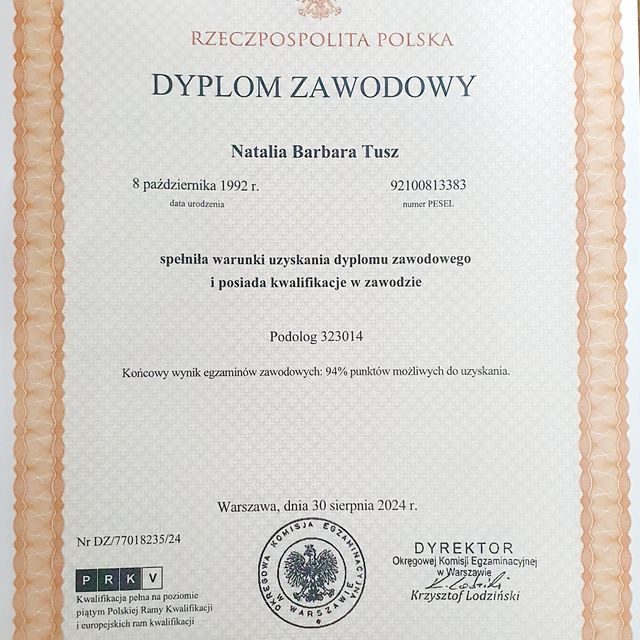 RZECZPOSPOLITA POLSKA
DYPLOM ZAWODOWY
Natalia Barbara Tusz
8 października 1992 r. 92100813383
data urodzenia numer PESEL
spełniła warunki uzyskania dyplomu zawodowego
i posiada kwalifikacje w zawodzie
Podolog 323014
Końcowy wynik egzaminów zawodowych: 94% punktów możliwych do uzyskania.
Warszawa, dnia 30 sierpnia 2024 r.
Nr DZ/77018235/24
PRK V
Kwalifikacja pełna na poziomie
piątym Polskiej Ramy Kwalifikacji
i europejskich ram kwalifikacji
OKRĘGOWA KOMISJA EGZAMINACYJNA
W WARSZAWIE
DYREKTOR
Okręgowej Komisji Egzaminacyjnej
w Warszawie
Krzysztof Lodziński